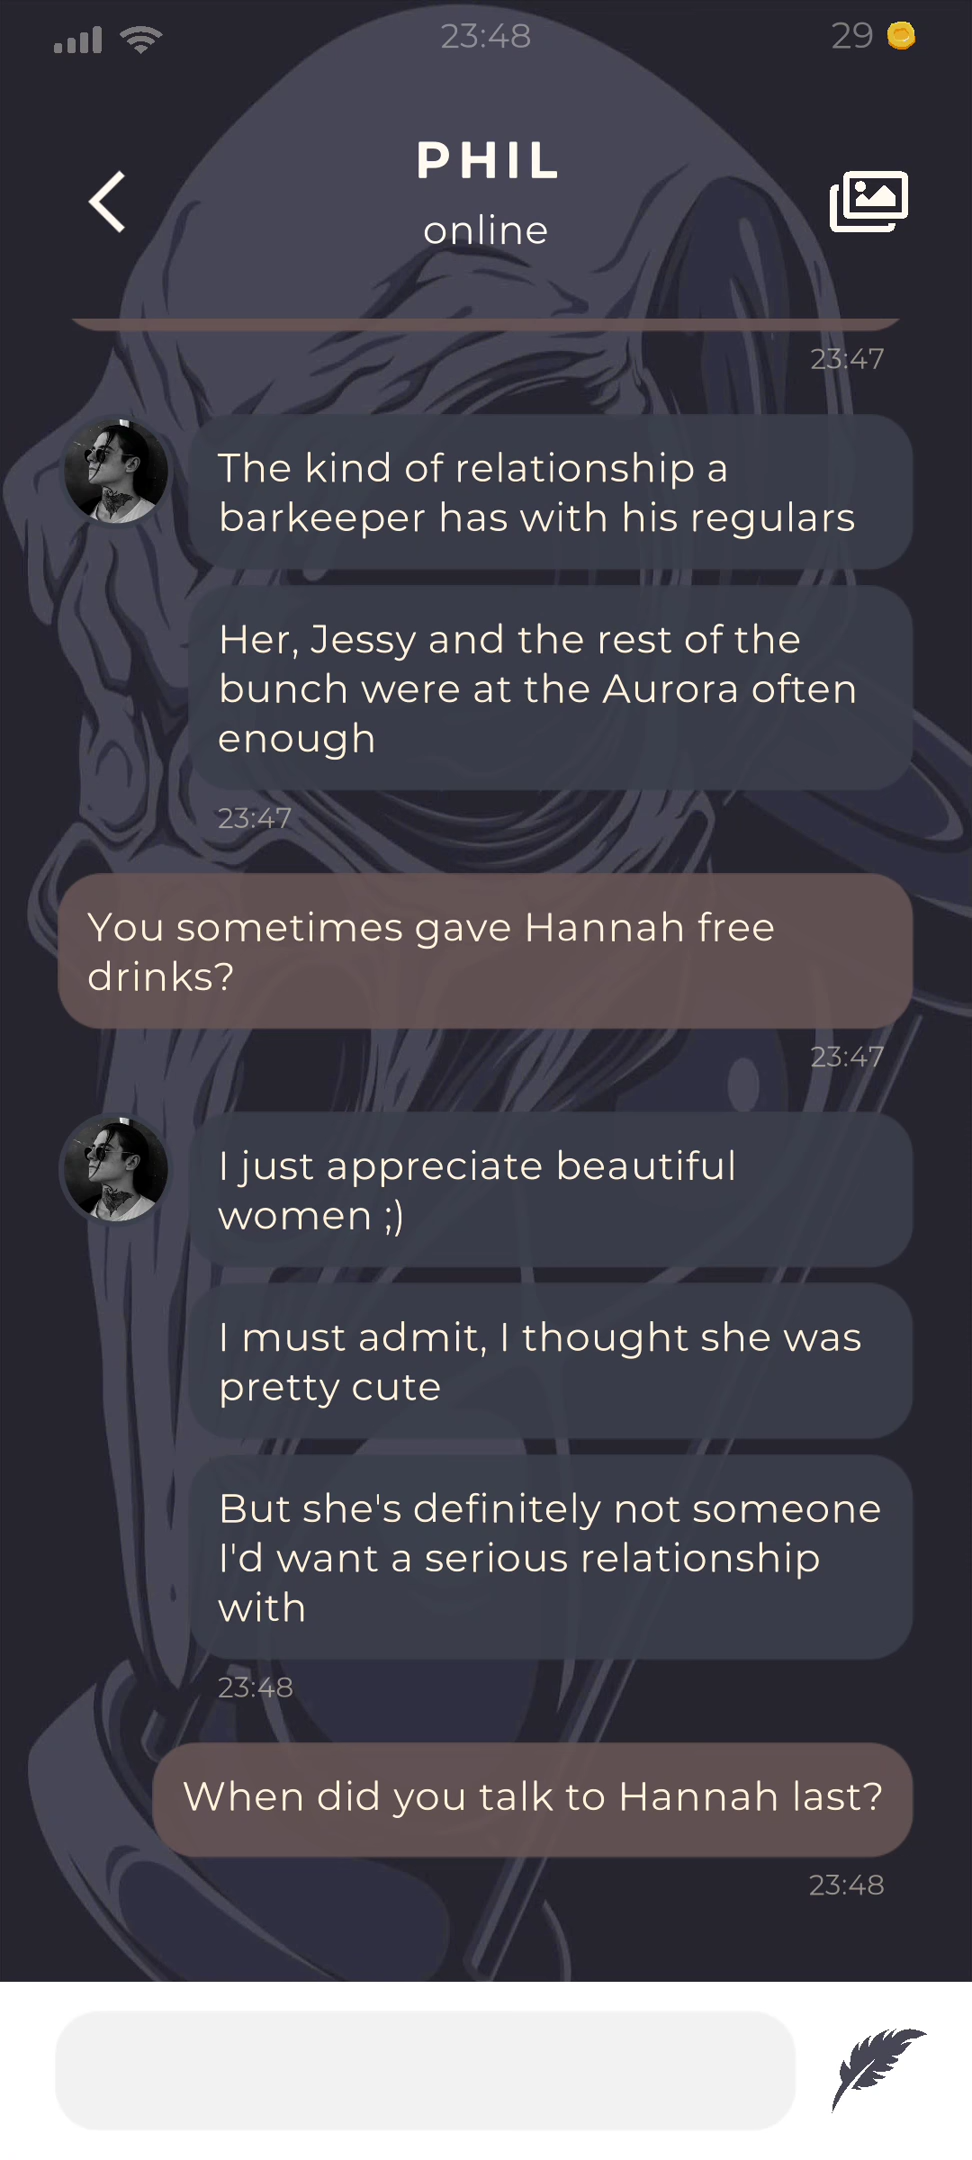 23:48
29
PHIL
online
23:47
The kind of relationship a
barkeeper has with his regulars
Her, Jessy and the rest of the
bunch were at the Aurora often
enough
23:47
You sometimes gave Hannah free
drinks?
23:47
I just appreciate beautiful
women ;)
I must admit, I thought she was
pretty cute
But she's definitely not someone
I'd want a serious relationship
with
23:48
When did you talk to Hannah last?
23:48